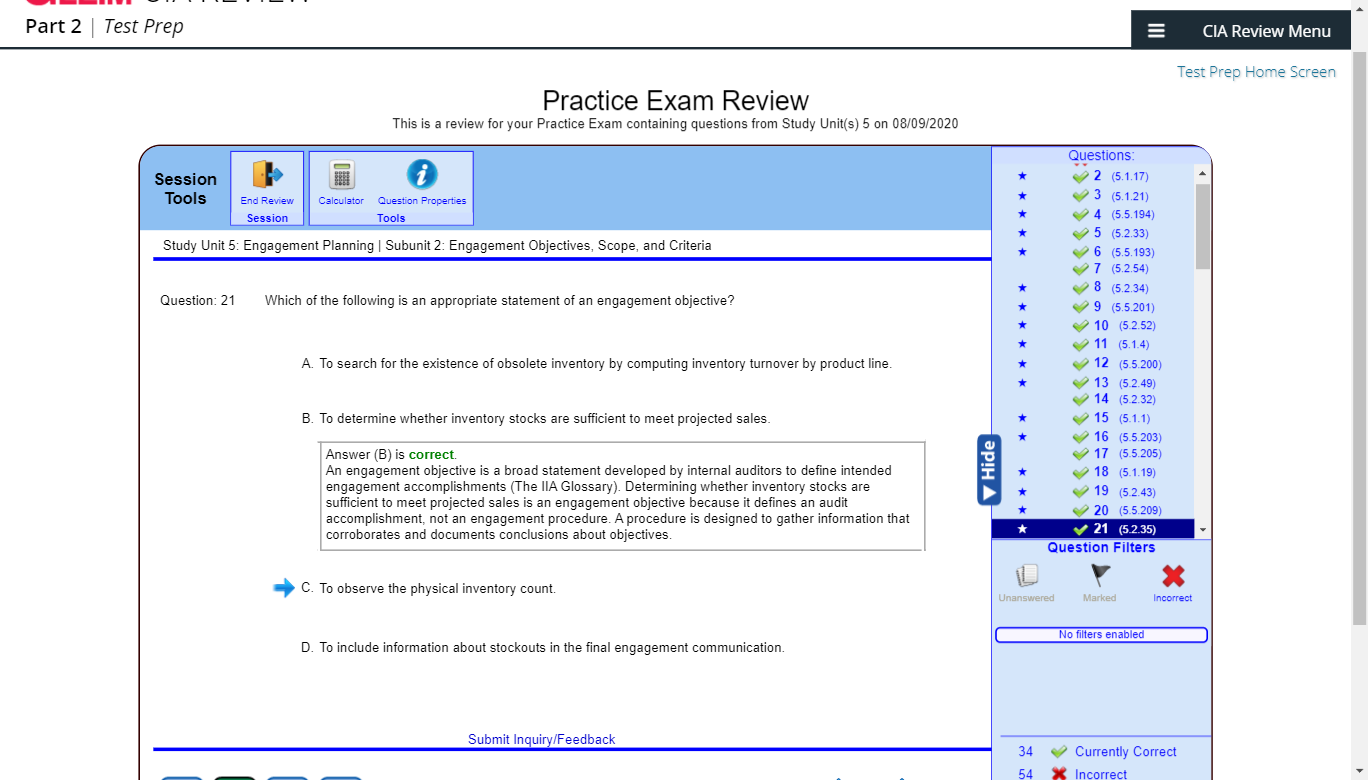 GLEIM CIA REVIEW
Part 2 | Test Prep
CIA Review Menu
Test Prep Home Screen
Practice Exam Review
This is a review for your Practice Exam containing questions from Study Unit(s) 5 on 08/09/2020
Session
Tools
End Review
Session
Calculator
Question Properties
Tools
Study Unit 5: Engagement Planning | Subunit 2: Engagement Objectives, Scope, and Criteria
Question: 21
Which of the following is an appropriate statement of an engagement objective?
A. To search for the existence of obsolete inventory by computing inventory turnover by product line.
B. To determine whether inventory stocks are sufficient to meet projected sales.
Answer (B) is correct.
An engagement objective is a broad statement developed by internal auditors to define intended
engagement accomplishments (The IIA Glossary). Determining whether inventory stocks are
sufficient to meet projected sales is an engagement objective because it defines an audit
accomplishment, not an engagement procedure. A procedure is designed to gather information that
corroborates and documents conclusions about objectives.
C. To observe the physical inventory count.
D. To include information about stockouts in the final engagement communication.
Submit Inquiry/Feedback
Hide
Questions:
2 (5.1.17)
3 (5.1.21)
4 (5.5.194)
5 (5.2.33)
6 (5.5.193)
7 (5.2.54)
8 (5.2.34)
9 (5.5.201)
10 (5.2.52)
11 (5.1.4)
12 (5.5.200)
13 (5.2.49)
14 (5.2.32)
15 (5.1.1)
16 (5.5.203)
17 (5.5.205)
18 (5.1.19)
19 (5.2.43)
20 (5.5.209)
21 (5.2.35)
Question Filters
Unanswered
Marked
Incorrect
No filters enabled
34 Currently Correct
54 Incorrect